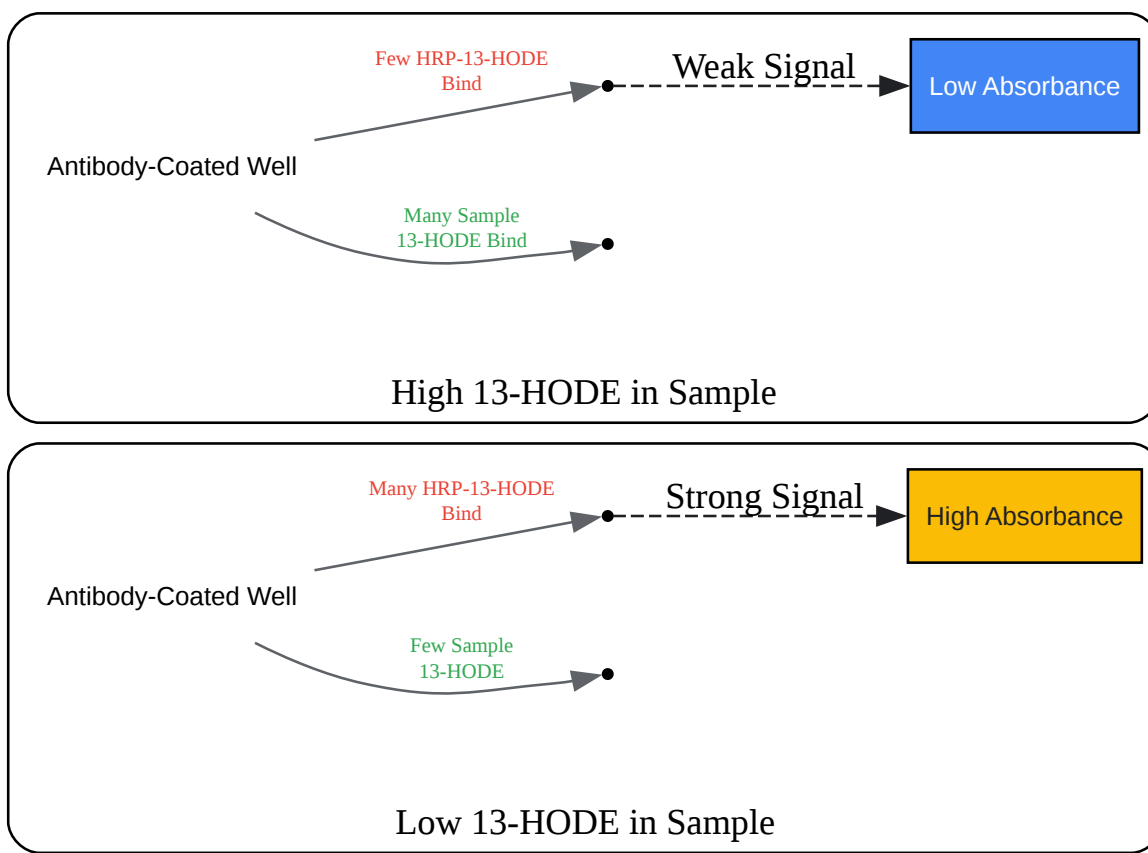 Few HRP-13-HODE
Bind
Weak Signal
Low Absorbance
Antibody-Coated Well
Many Sample
13-HODE Bind
High 13-HODE in Sample
Many HRP-13-HODE
Bind
Strong Signal
High Absorbance
Antibody-Coated Well
Few Sample
13-HODE
Low 13-HODE in Sample